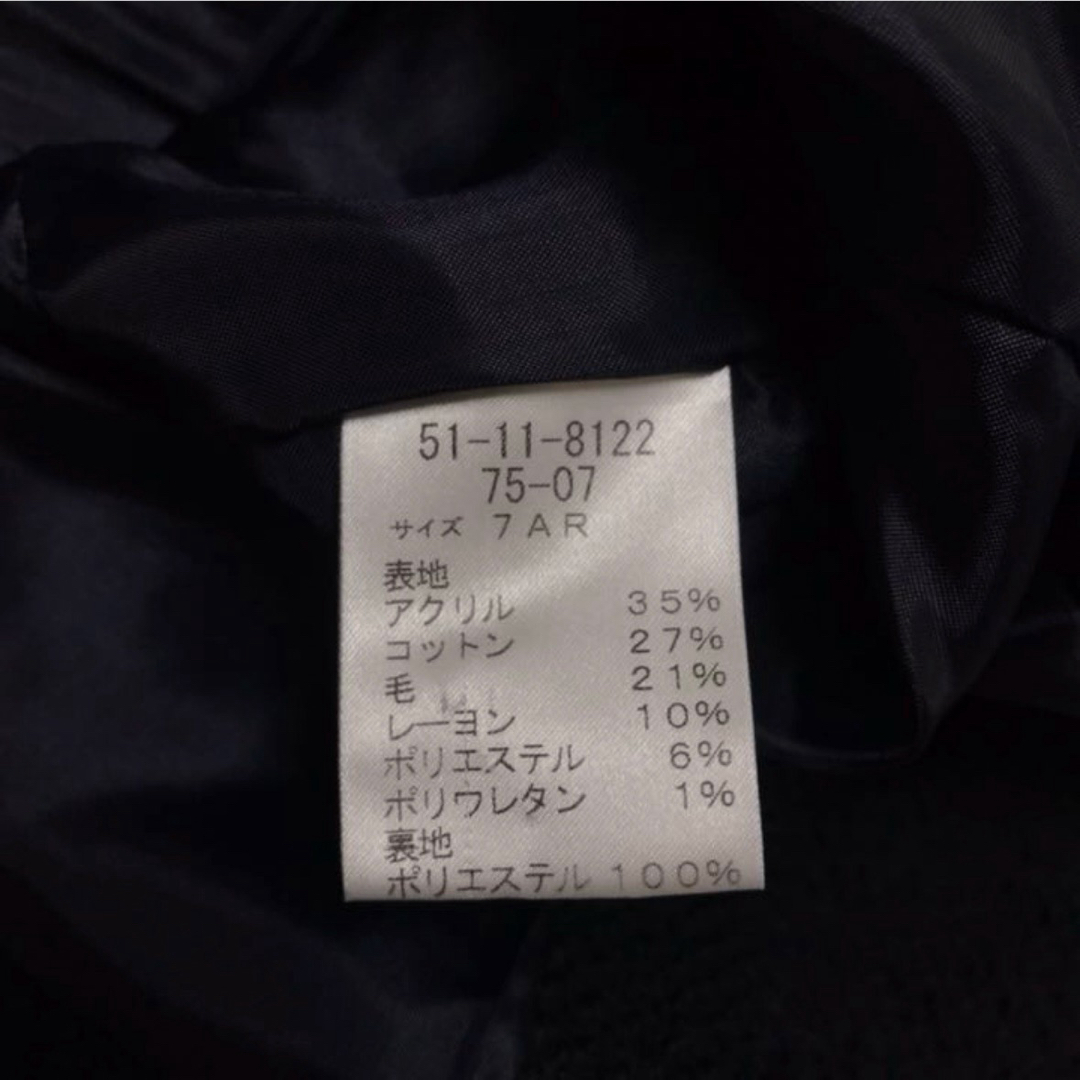 51-11-8122
75-07
サイズ 7AR
表地
アクリル 35%
コットン 27%
毛 21%
レーヨン 10%
ポリエステル 6%
ポリウレタン 1%
裏地
ポリエステル 100%